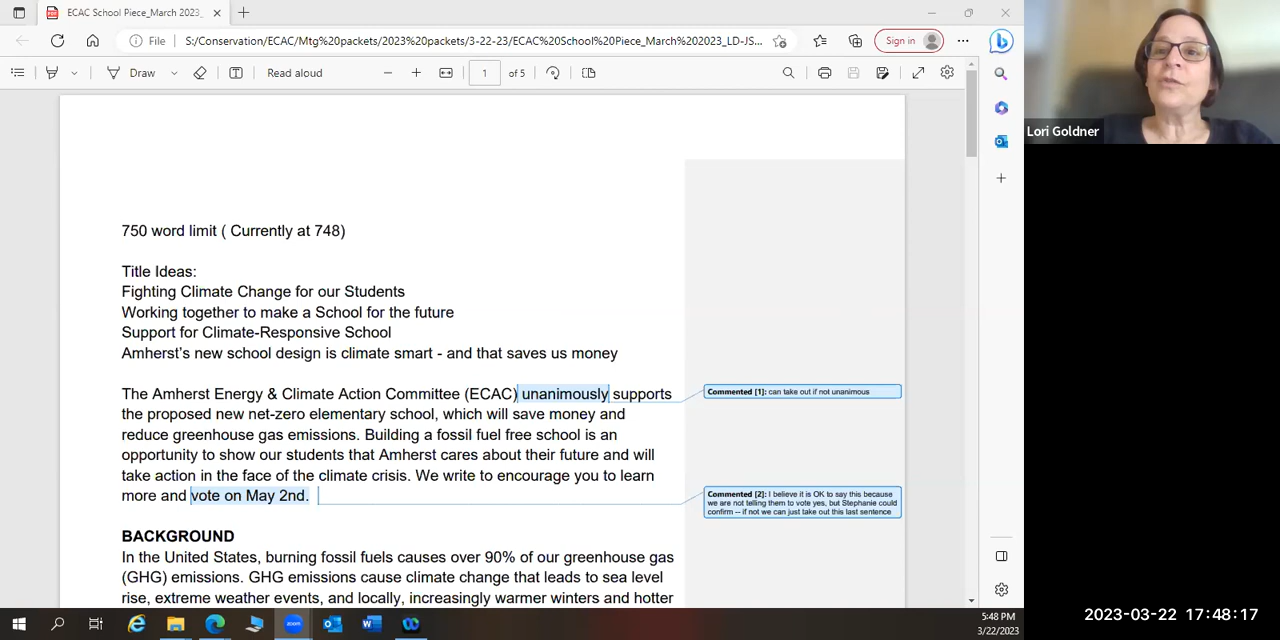 ECAC School Piece_March 2023_
File
S:/Conservation/ECAC/Mtg%20packets/2023%20packets/3-22-23/ECAC%20School%20Piece_March%202023_LD-JS...
Sign in
Draw
Read aloud
1
of 5
Lori Goldner
750 word limit ( Currently at 748)
Title Ideas:
Fighting Climate Change for our Students
Working together to make a School for the future
Support for Climate-Responsive School
Amherst's new school design is climate smart - and that saves us money
The Amherst Energy & Climate Action Committee (ECAC) unanimously supports
the proposed new net-zero elementary school, which will save money and
reduce greenhouse gas emissions. Building a fossil fuel free school is an
opportunity to show our students that Amherst cares about their future and will
take action in the face of the climate crisis. We write to encourage you to learn
more and vote on May 2nd.
Commented [1]: can take out if not unanimous
Commented [2]: I believe it is OK to say this because
we are not telling them to vote yes, but Stephanie could
confirm -- if not we can just take out this last sentence
BACKGROUND
In the United States, burning fossil fuels causes over 90% of our greenhouse gas
(GHG) emissions. GHG emissions cause climate change that leads to sea level
rise, extreme weather events, and locally, increasingly warmer winters and hotter
zoom
5:48 PM
3/22/2023
2023-03-22 17:48:17